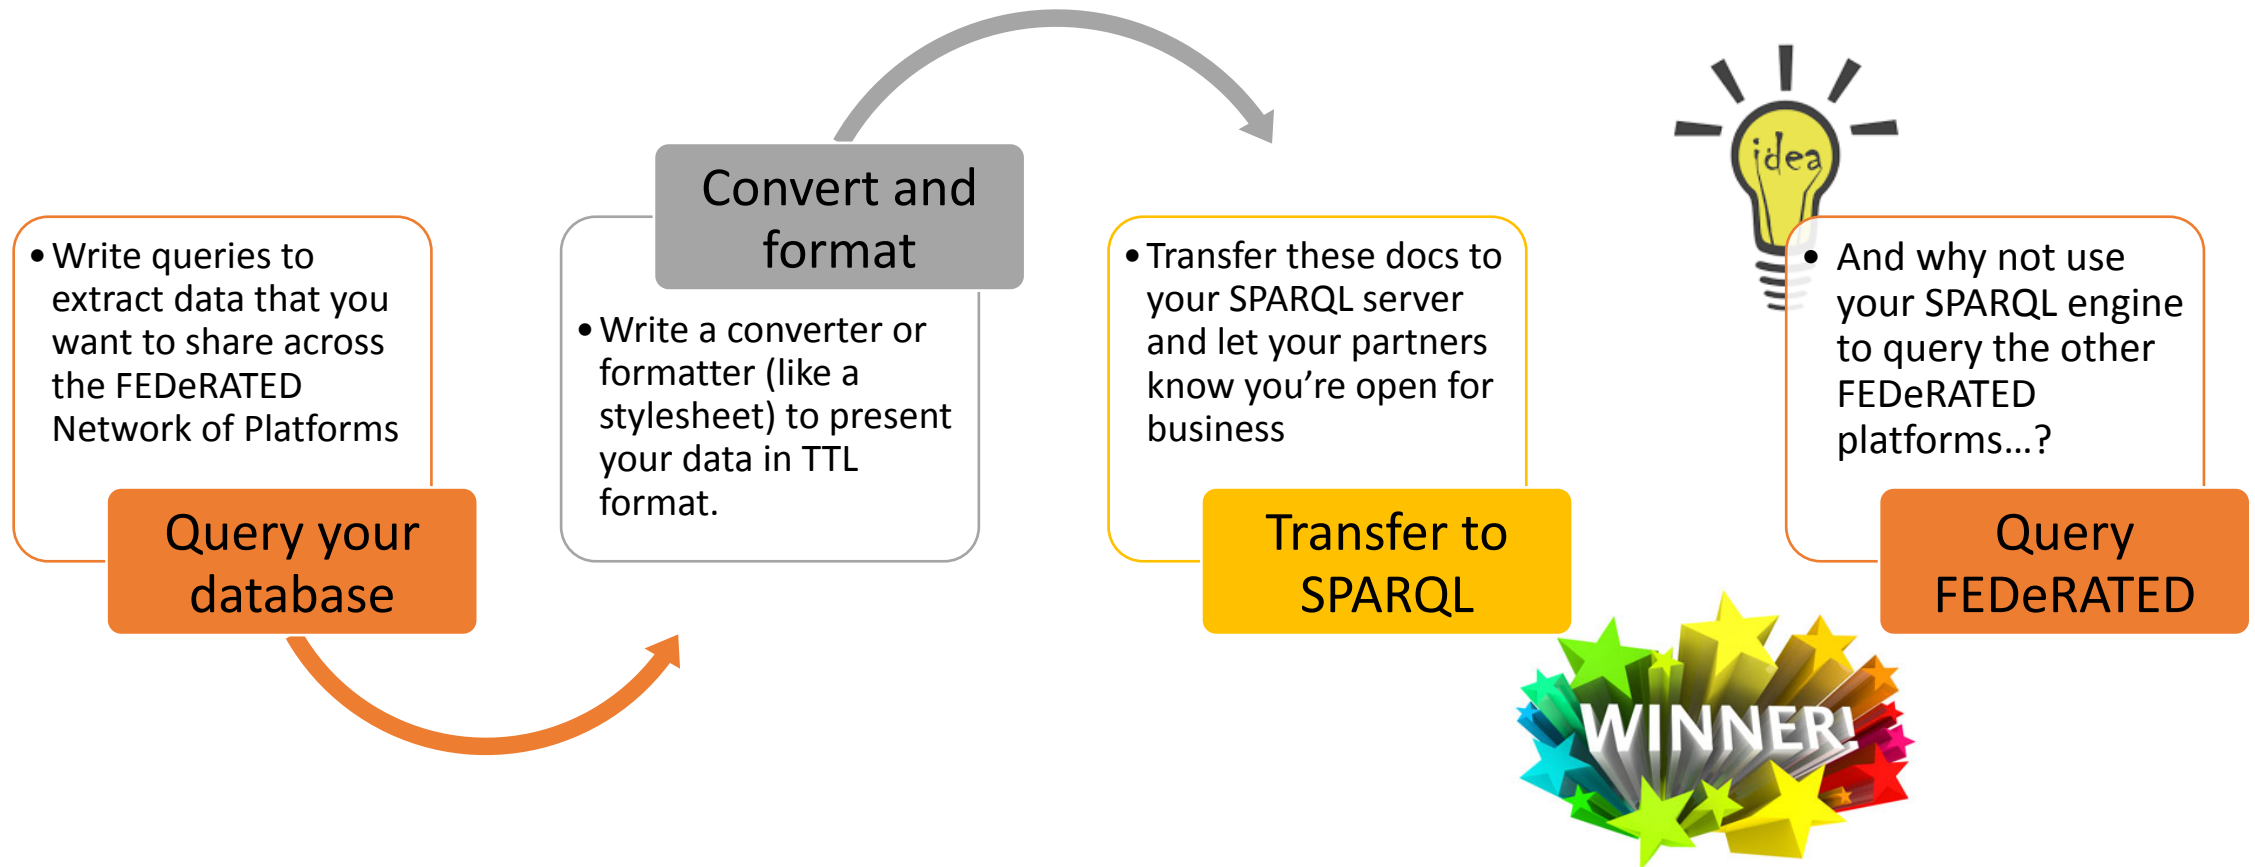 • Write queries to
extract data that you
want to share across
the FEDeRATED
Network of Platforms
Query your
database
Convert and
format
• Write a converter or
formatter (like a
stylesheet) to present
your data in TTL
format.
• Transfer these docs to
your SPARQL server
and let your partners
know you’re open for
business
Transfer to
SPARQL
WINNER!
idea
• And why not use
your SPARQL engine
to query the other
FEDeRATED
platforms...?
Query
FEDeRATED